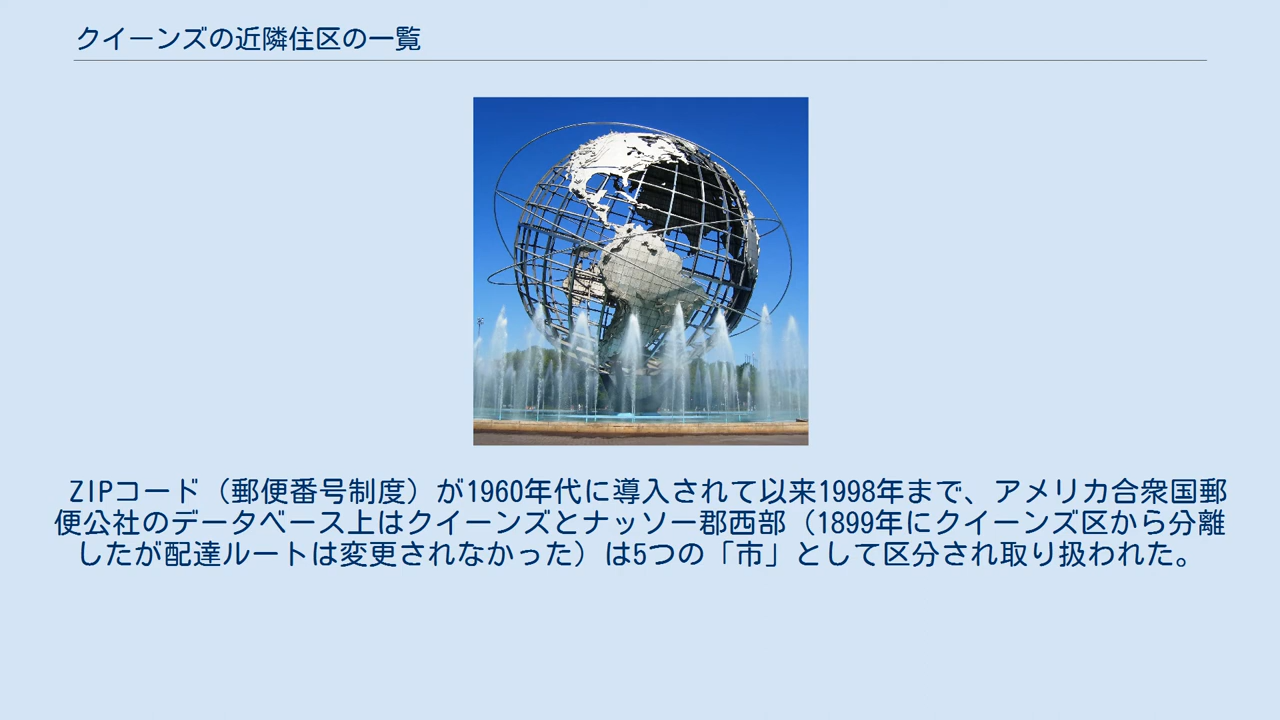 クイーンズの近隣住区の一覧
ZIPコード（郵便番号制度）が1960年代に導入されて以来1998年まで、アメリカ合衆国郵
便公社のデータベース上はクイーンズとナッソー郡西部（1899年にクイーンズ区から分離
したが配達ルートは変更されなかった）は5つの「市」として区分され取り扱われた。